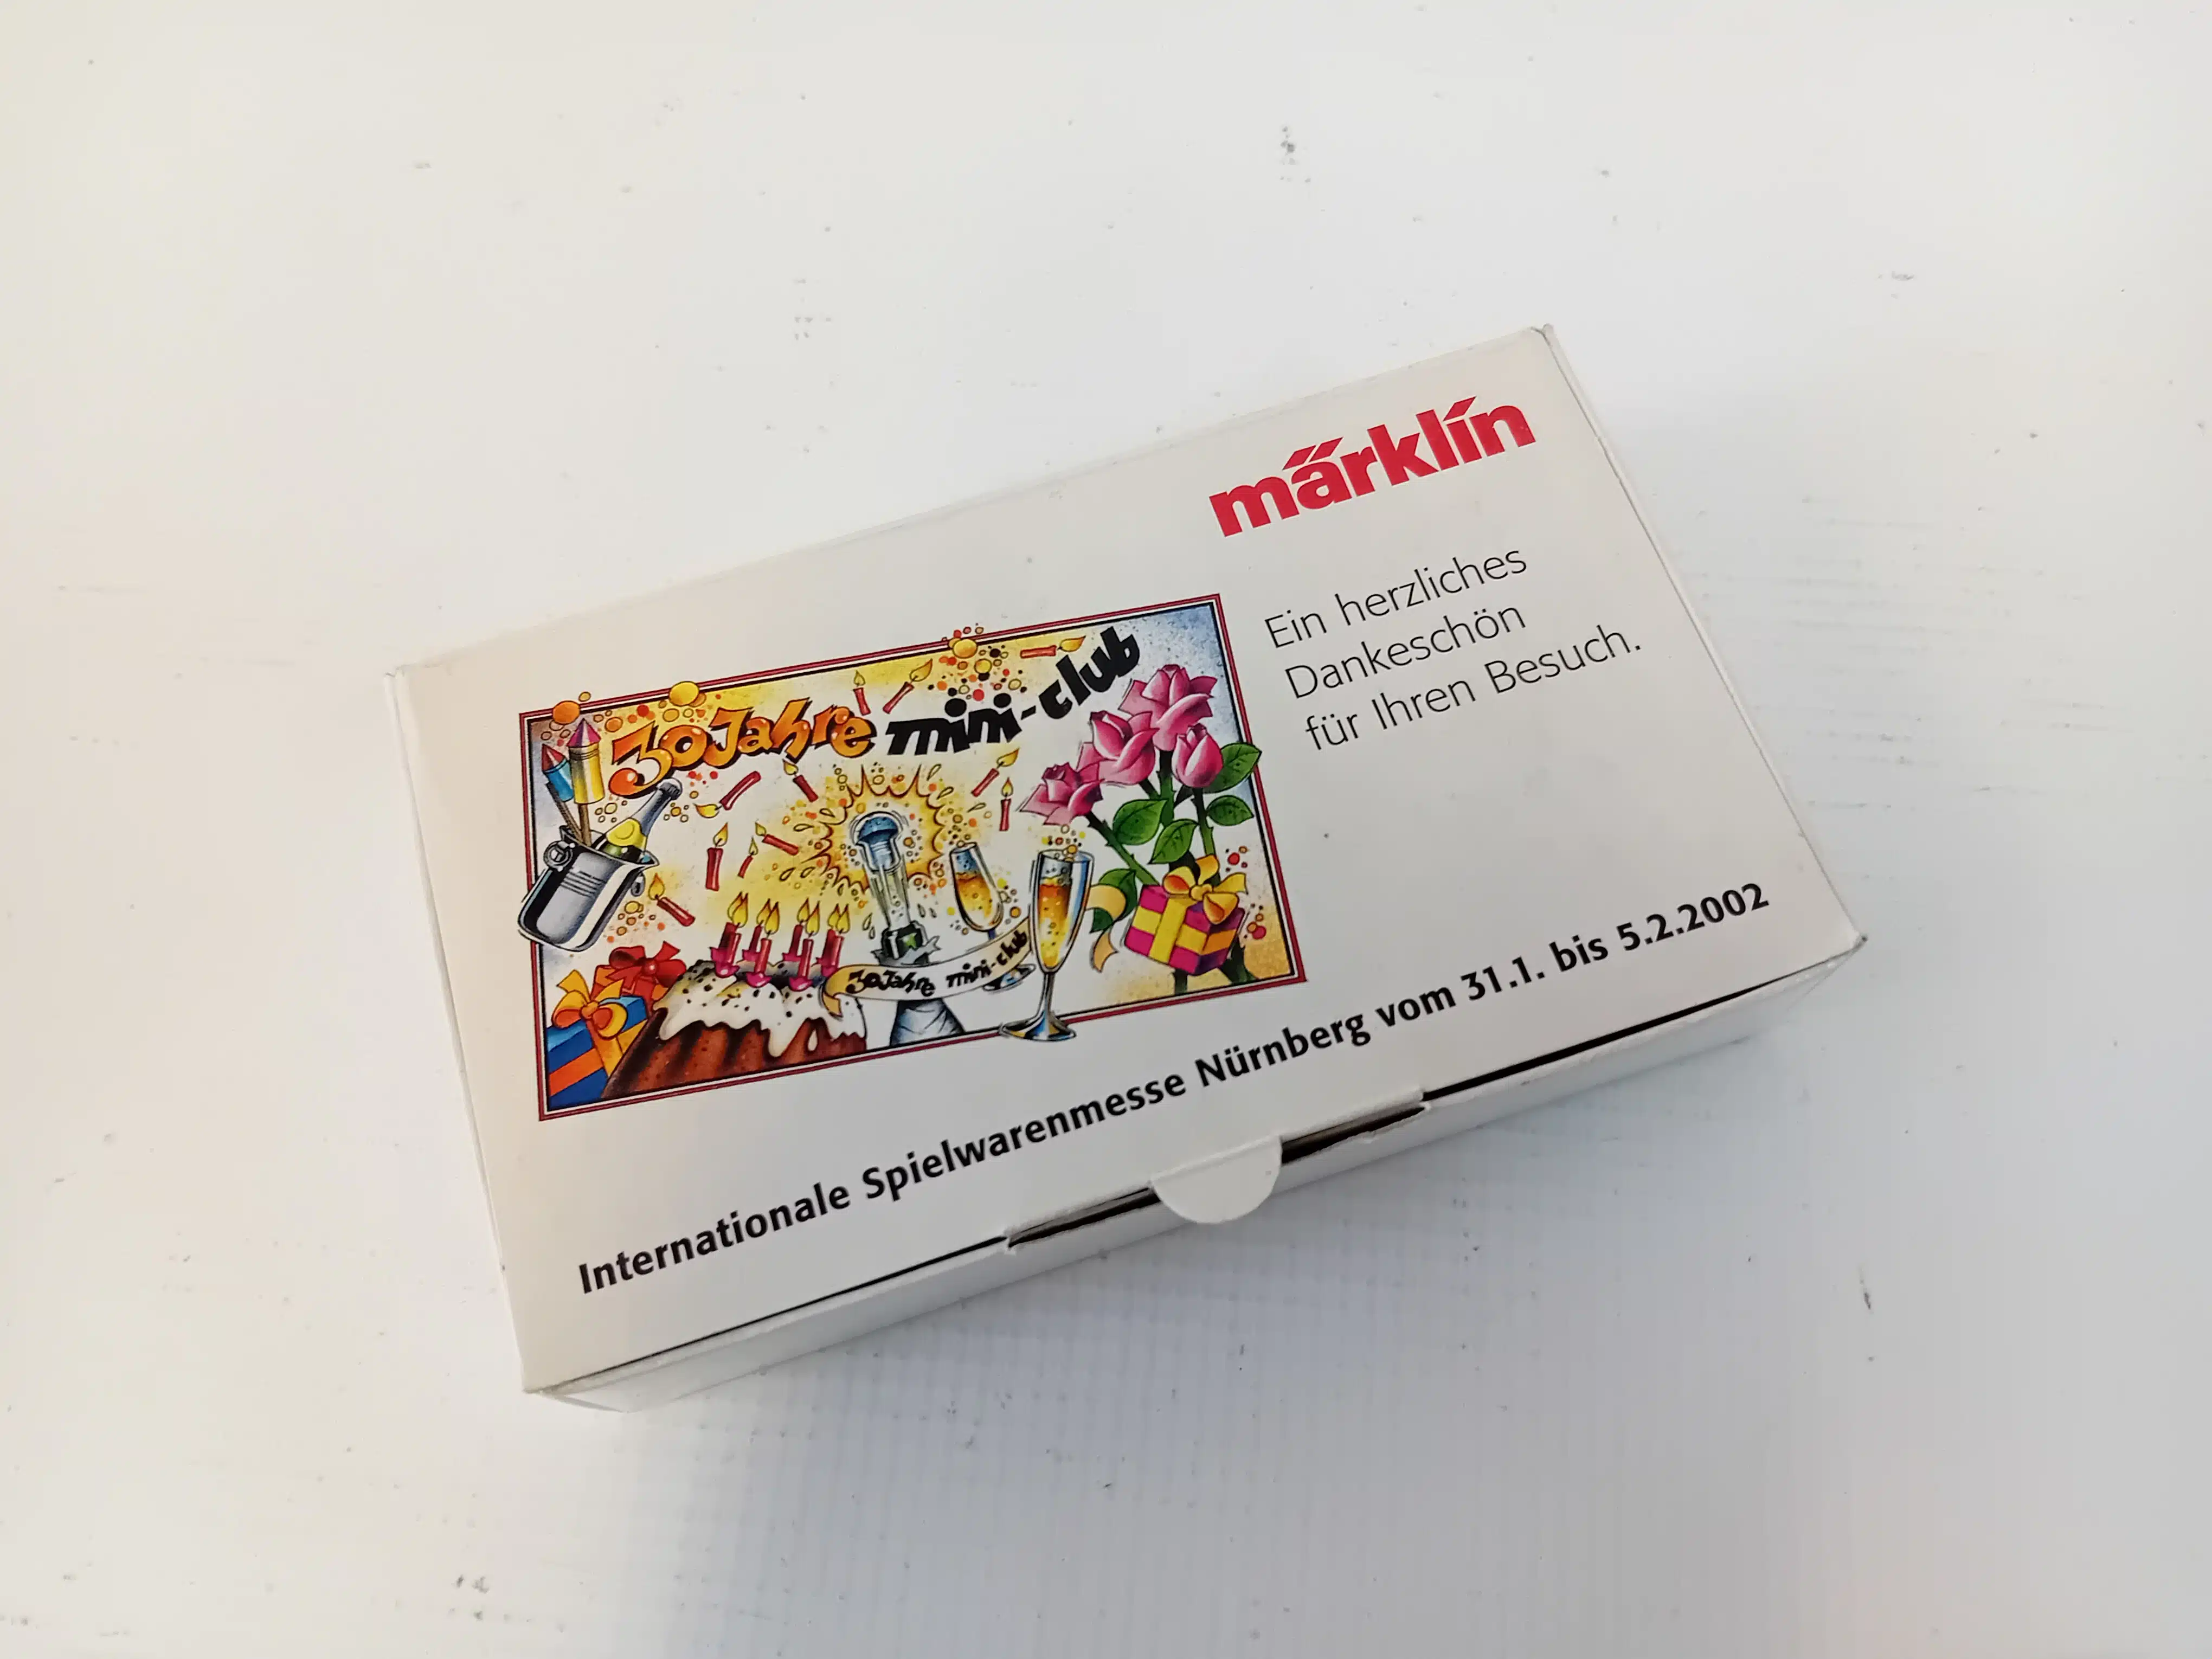 märklin
Ein herzliches
Dankeschön
für Ihren Besuch.
30 Jahre mini-club
30 Jahre mini-club
Internationale Spielwarenmesse Nürnberg vom 31.1. bis 5.2.2002